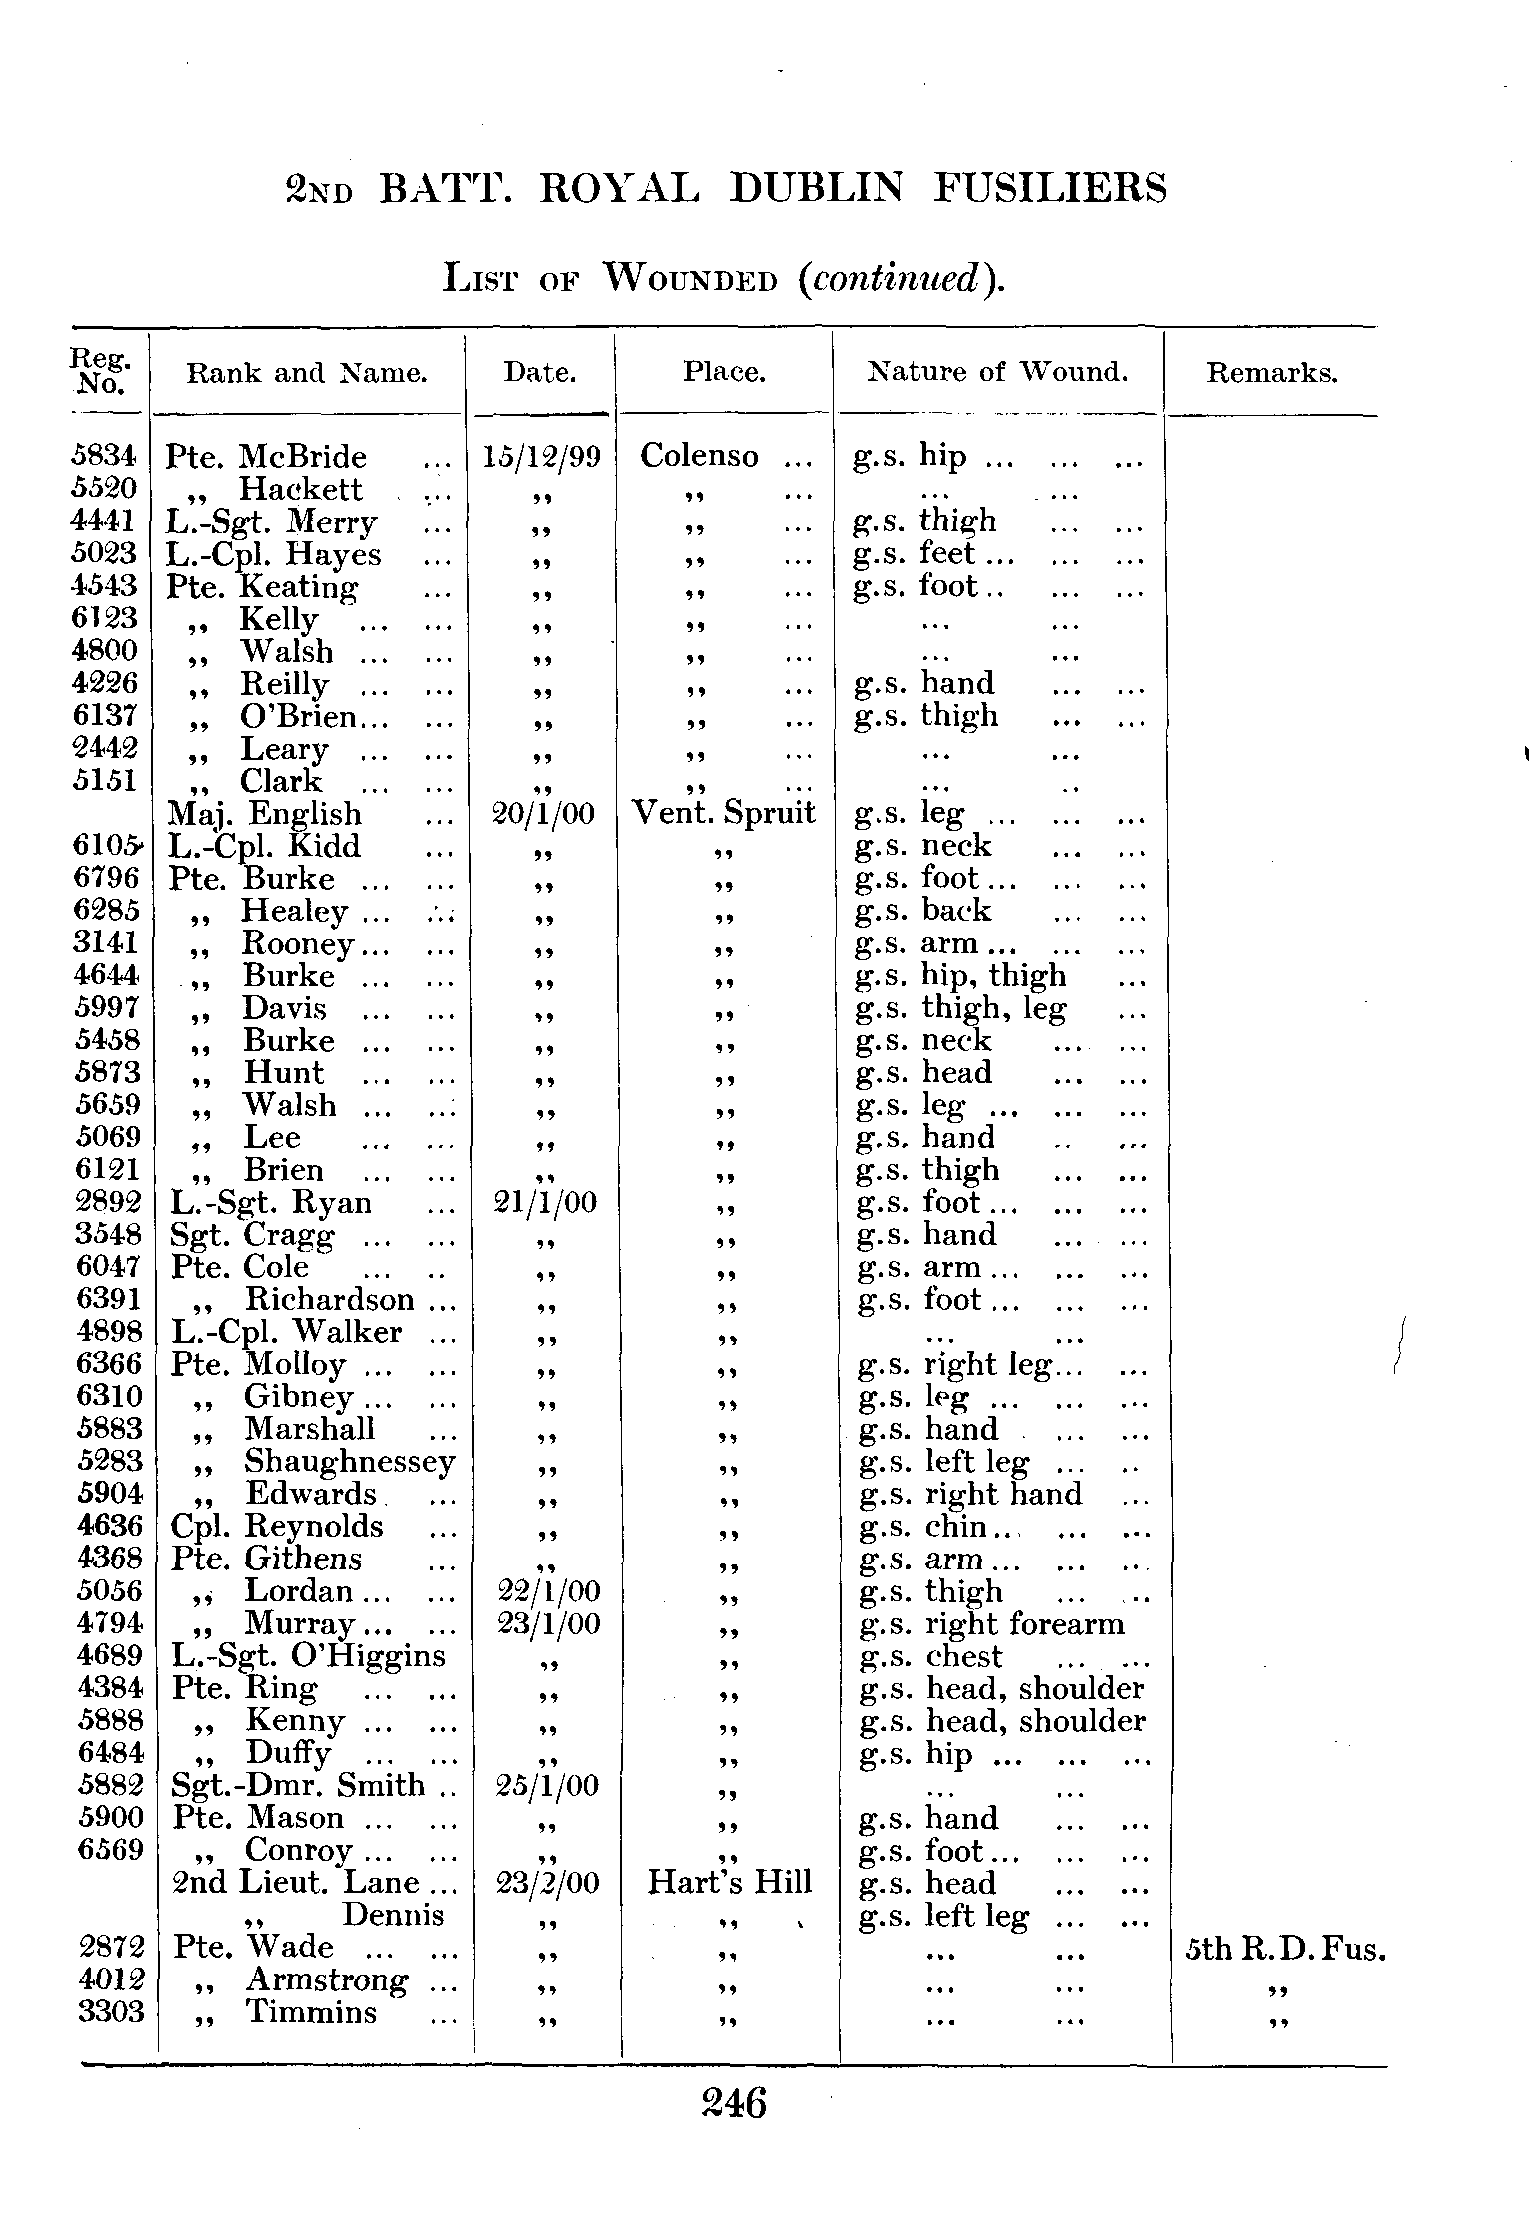 2ND BATT. ROYAL DUBLIN FUSILIERS
LIST OF WOUNDED (continued).
Reg. No. Rank and Name. Date. Place. Nature of Wound. Remarks.
5834 Pte. McBride ... 15/12/99 Colenso ... g.s. hip ... ... ...
5520 ,, Hackett ... ,, ,, ... ... ...
4441 L.-Sgt. Merry ... ,, ,, ... g.s. thigh ... ...
5023 L.-Cpl. Hayes ... ,, ,, ... g.s. feet ... ... ...
4543 Pte. Keating ... ,, ,, ... g.s. foot .. ... ...
6123 ,, Kelly ... ... ,, ,, ... ... ...
4800 ,, Walsh ... ... ,, ,, ... ... ...
4226 ,, Reilly ... ... ,, ,, ... g.s. hand ... ...
6137 ,, O'Brien... ... ,, ,, ... g.s. thigh ... ...
2442 ,, Leary ... ... ,, ,, ... ... ...
5151 ,, Clark ... ... ,, ,, ... ... ..
Maj. English ... 20/1/00 Vent. Spruit g.s. leg ... ... ...
6105 L.-Cpl. Kidd ... ,, ,, g.s. neck ... ...
6796 Pte. Burke ... ... ,, ,, g.s. foot ... ... ...
6285 ,, Healey ... ... ,, ,, g.s. back ... ...
3141 ,, Rooney... ... ,, ,, g.s. arm ... ... ...
4644 ,, Burke ... ... ,, ,, g.s. hip, thigh ...
5997 ,, Davis ... ... ,, ,, g.s. thigh, leg ...
5458 ,, Burke ... ... ,, ,, g.s. neck ... ...
5873 ,, Hunt ... ... ,, ,, g.s. head ... ...
5659 ,, Walsh ... ... ,, ,, g.s. leg ... ... ...
5069 ,, Lee ... ... ,, ,, g.s. hand .. ...
6121 ,, Brien ... ... ,, ,, g.s. thigh ... ...
2892 L.-Sgt. Ryan ... 21/1/00 ,, g.s. foot ... ... ...
3548 Sgt. Cragg ... ... ,, ,, g.s. hand ... ...
6047 Pte. Cole ... .. ,, ,, g.s. arm ... ... ...
6391 ,, Richardson ... ,, ,, g.s. foot ... ... ...
4898 L.-Cpl. Walker ... ,, ,, ... ...
6366 Pte. Molloy ... ... ,, ,, g.s. right leg... ...
6310 ,, Gibney ... ... ,, ,, g.s. leg ... ... ...
5883 ,, Marshall ... ,, ,, g.s. hand ... ...
5283 ,, Shaughnessey ,, ,, g.s. left leg ... ..
5904 ,, Edwards ... ,, ,, g.s. right hand ...
4636 Cpl. Reynolds ... ,, ,, g.s. chin... ... ...
4368 Pte. Githens ... ,, ,, g.s. arm ... ... ...
5056 ,, Lordan ... ... 22/1/00 ,, g.s. thigh ... ...
4794 ,, Murray ... ... 23/1/00 ,, g.s. right forearm
4689 L.-Sgt. O'Higgins ,, ,, g.s. chest ... ...
4384 Pte. Ring ... ... ,, ,, g.s. head, shoulder
5888 ,, Kenny ... ... ,, ,, g.s. head, shoulder
6484 ,, Duffy ... ... ,, ,, g.s. hip ... ... ...
5882 Sgt.-Dmr. Smith .. 25/1/00 ,, ... ...
5900 Pte. Mason ... ... ,, ,, g.s. hand ... ...
6569 ,, Conroy ... ... ,, ,, g.s. foot ... ... ...
2nd Lieut. Lane ... 23/2/00 Hart's Hill g.s. head ... ...
,, Dennis ,, ,, g.s. left leg ... ...
2872 Pte. Wade ... ... ,, ,, ... ... 5th R.D. Fus.
4012 ,, Armstrong ... ,, ,, ... ... ,,
3303 ,, Timmins ... ,, ,, ... ... ,,
246